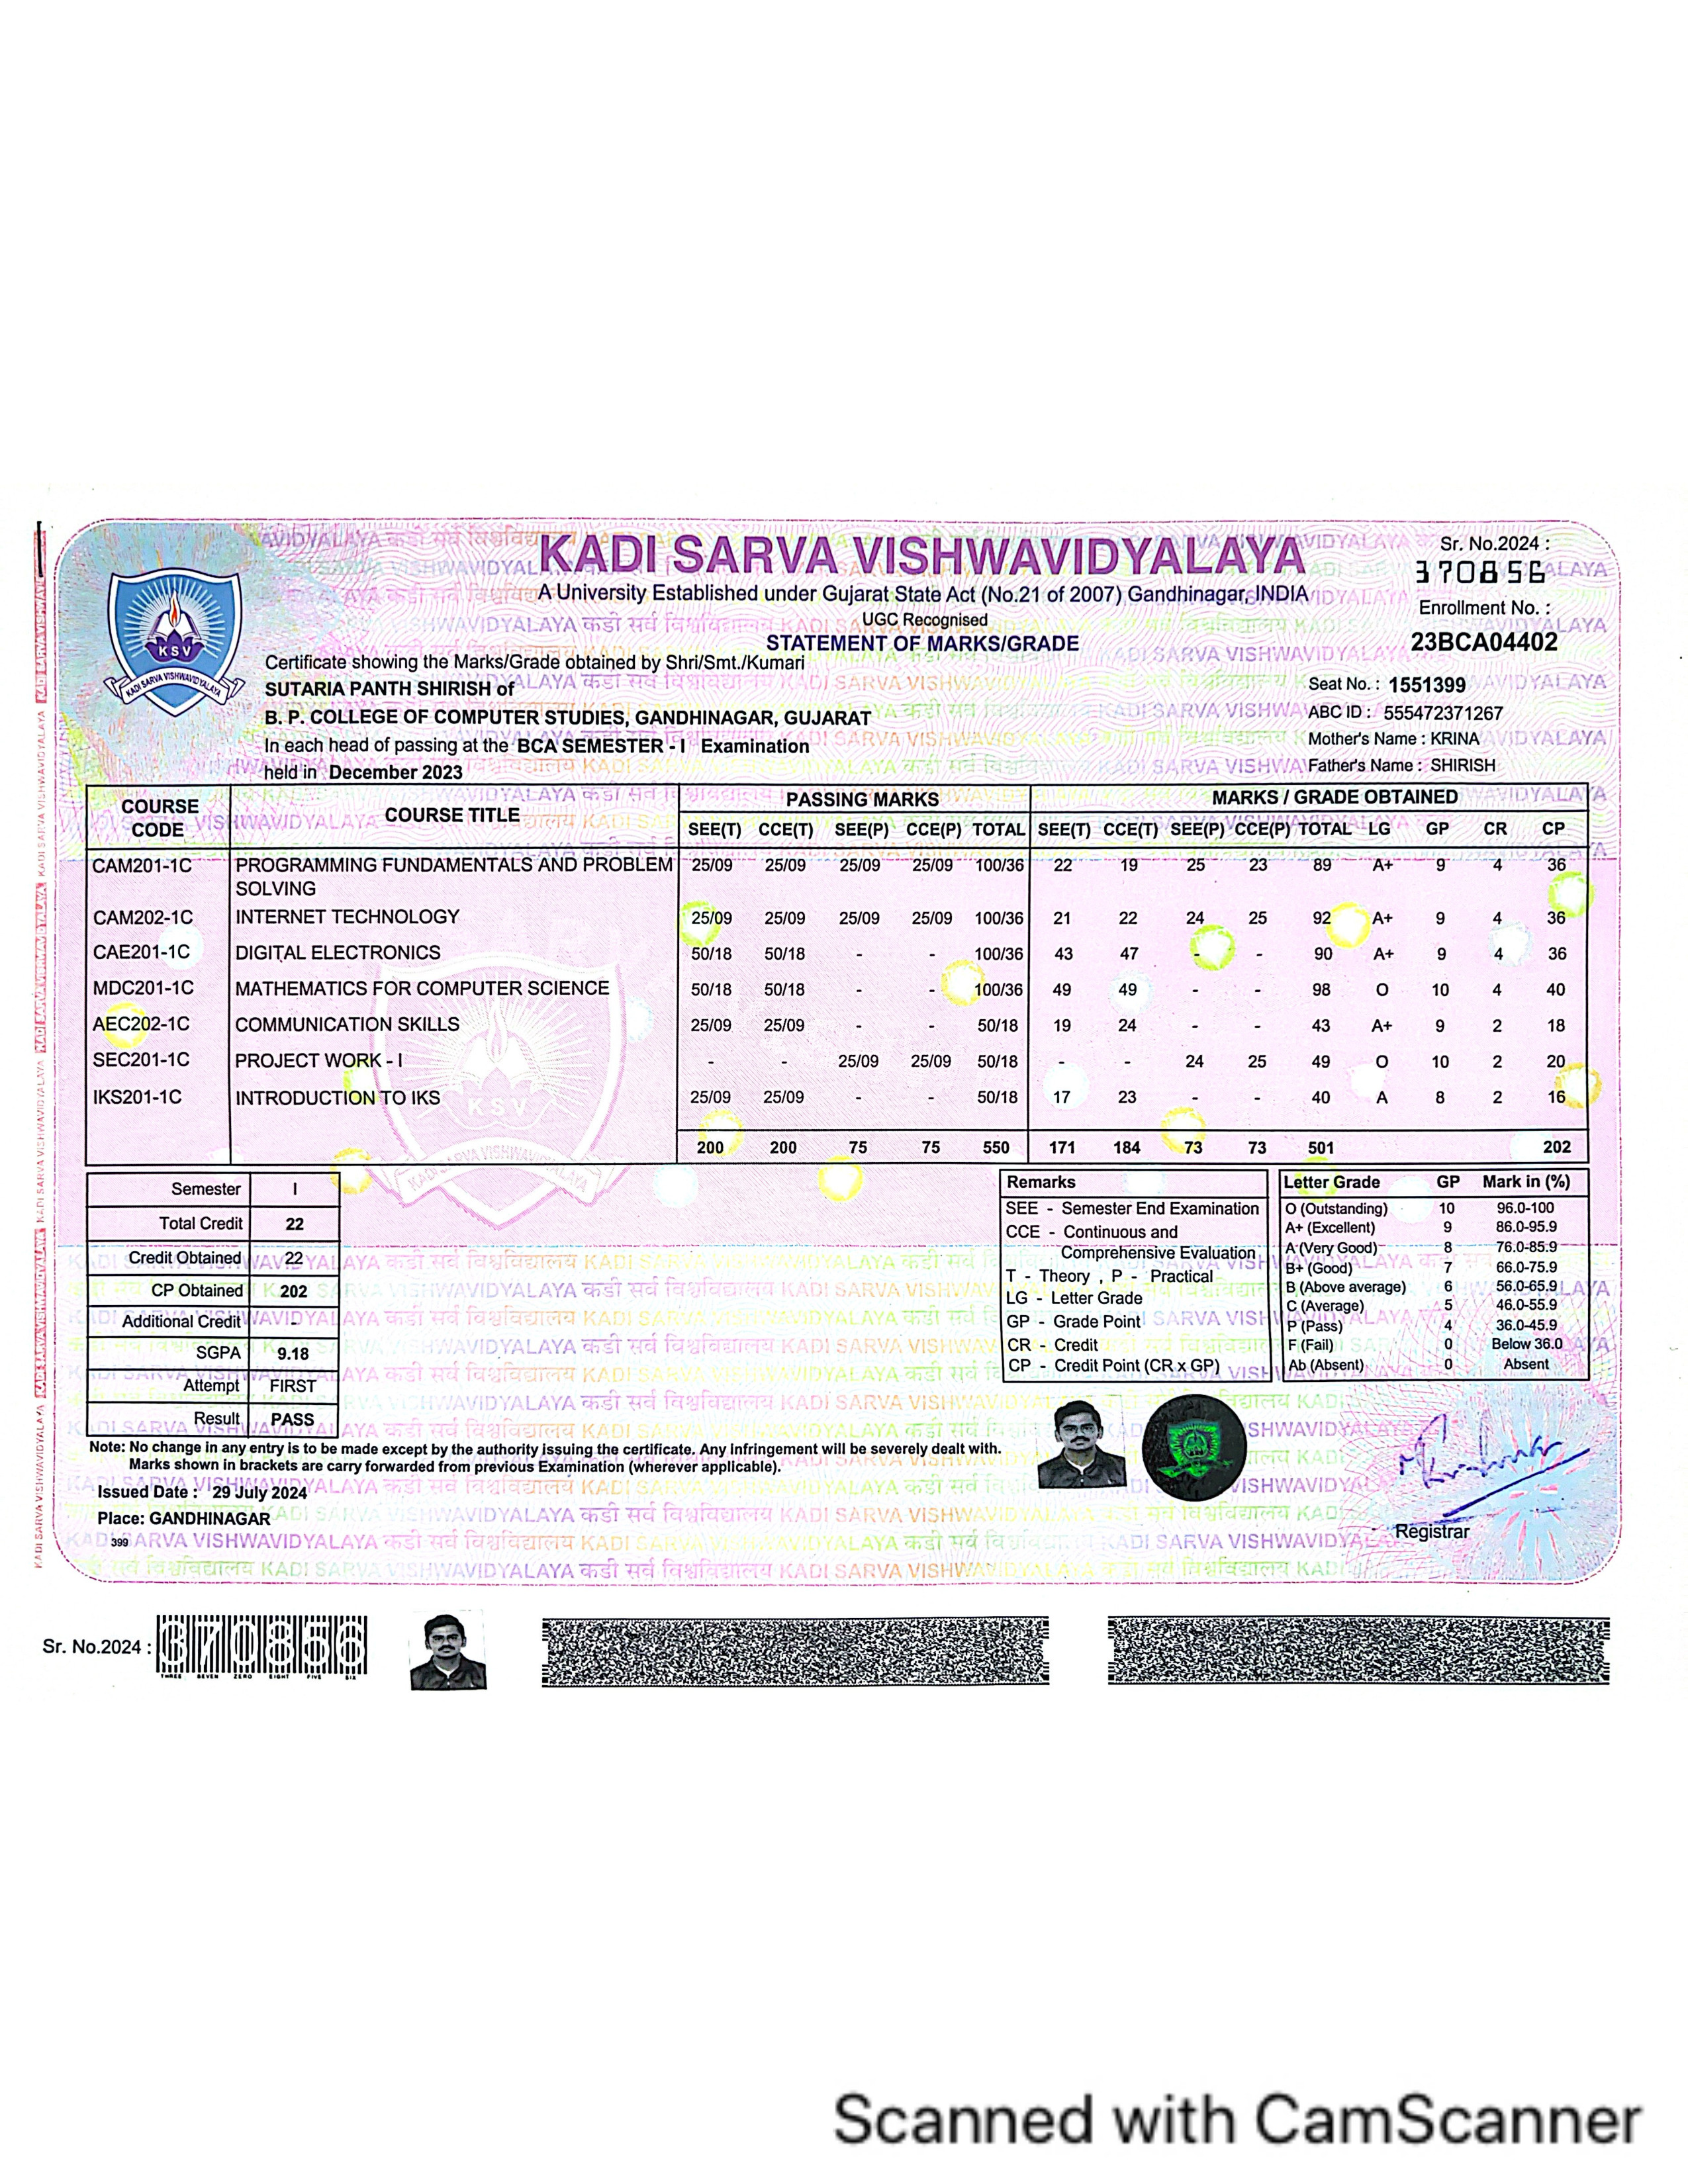 KADI SARVA VISHWAVIDYALAYA
A University Established under Gujarat State Act (No.21 of 2007) Gandhinagar, INDIA
UGC Recognised
STATEMENT OF MARKS/GRADE
Sr. No.2024 :
370856
Enrollment No. :
23BCA04402
KSV
KADI SARVA VISHWAVIDYALAYA
Certificate showing the Marks/Grade obtained by Shri/Smt./Kumari
SUTARIA PANTH SHIRISH of
B. P. COLLEGE OF COMPUTER STUDIES, GANDHINAGAR, GUJARAT
In each head of passing at the BCA SEMESTER - I Examination
held in December 2023
Seat No. : 1551399
ABC ID : 555472371267
Mother's Name : KRINA
Father's Name : SHIRISH
COURSE CODE COURSE TITLE PASSING MARKS MARKS / GRADE OBTAINED
SEE(T) CCE(T) SEE(P) CCE(P) TOTAL SEE(T) CCE(T) SEE(P) CCE(P) TOTAL LG GP CR CP
CAM201-1C PROGRAMMING FUNDAMENTALS AND PROBLEM 25/09 25/09 25/09 25/09 100/36 22 19 25 23 89 A+ 9 4 36
SOLVING
CAM202-1C INTERNET TECHNOLOGY 25/09 25/09 25/09 25/09 100/36 21 22 24 25 92 A+ 9 4 36
CAE201-1C DIGITAL ELECTRONICS 50/18 50/18 - - 100/36 43 47 - - 90 A+ 9 4 36
MDC201-1C MATHEMATICS FOR COMPUTER SCIENCE 50/18 50/18 - - 100/36 49 49 - - 98 O 10 4 40
AEC202-1C COMMUNICATION SKILLS 25/09 25/09 - - 50/18 19 24 - - 43 A+ 9 2 18
SEC201-1C PROJECT WORK - I - - 25/09 25/09 50/18 - - 24 25 49 O 10 2 20
IKS201-1C INTRODUCTION TO IKS 25/09 25/09 - - 50/18 17 23 - - 40 A 8 2 16
200 200 75 75 550 171 184 73 73 501 202
Semester I
Total Credit 22
Credit Obtained 22
CP Obtained 202
Additional Credit -
SGPA 9.18
Attempt FIRST
Result PASS
Remarks
SEE - Semester End Examination
CCE - Continuous and
Comprehensive Evaluation
T - Theory , P - Practical
LG - Letter Grade
GP - Grade Point
CR - Credit
CP - Credit Point (CR x GP)
Letter Grade GP Mark in (%)
O (Outstanding) 10 96.0-100
A+ (Excellent) 9 86.0-95.9
A (Very Good) 8 76.0-85.9
B+ (Good) 7 66.0-75.9
B (Above average) 6 56.0-65.9
C (Average) 5 46.0-55.9
P (Pass) 4 36.0-45.9
F (Fail) 0 Below 36.0
Ab (Absent) 0 Absent
Note: No change in any entry is to be made except by the authority issuing the certificate. Any Infringement will be severely dealt with.
Marks shown in brackets are carry forwarded from previous Examination (wherever applicable).
Issued Date : 29 July 2024
Place: GANDHINAGAR
399
Registrar
Sr. No.2024 : 370856
THREE SEVEN ZERO EIGHT FIVE SIX
Scanned with CamScanner